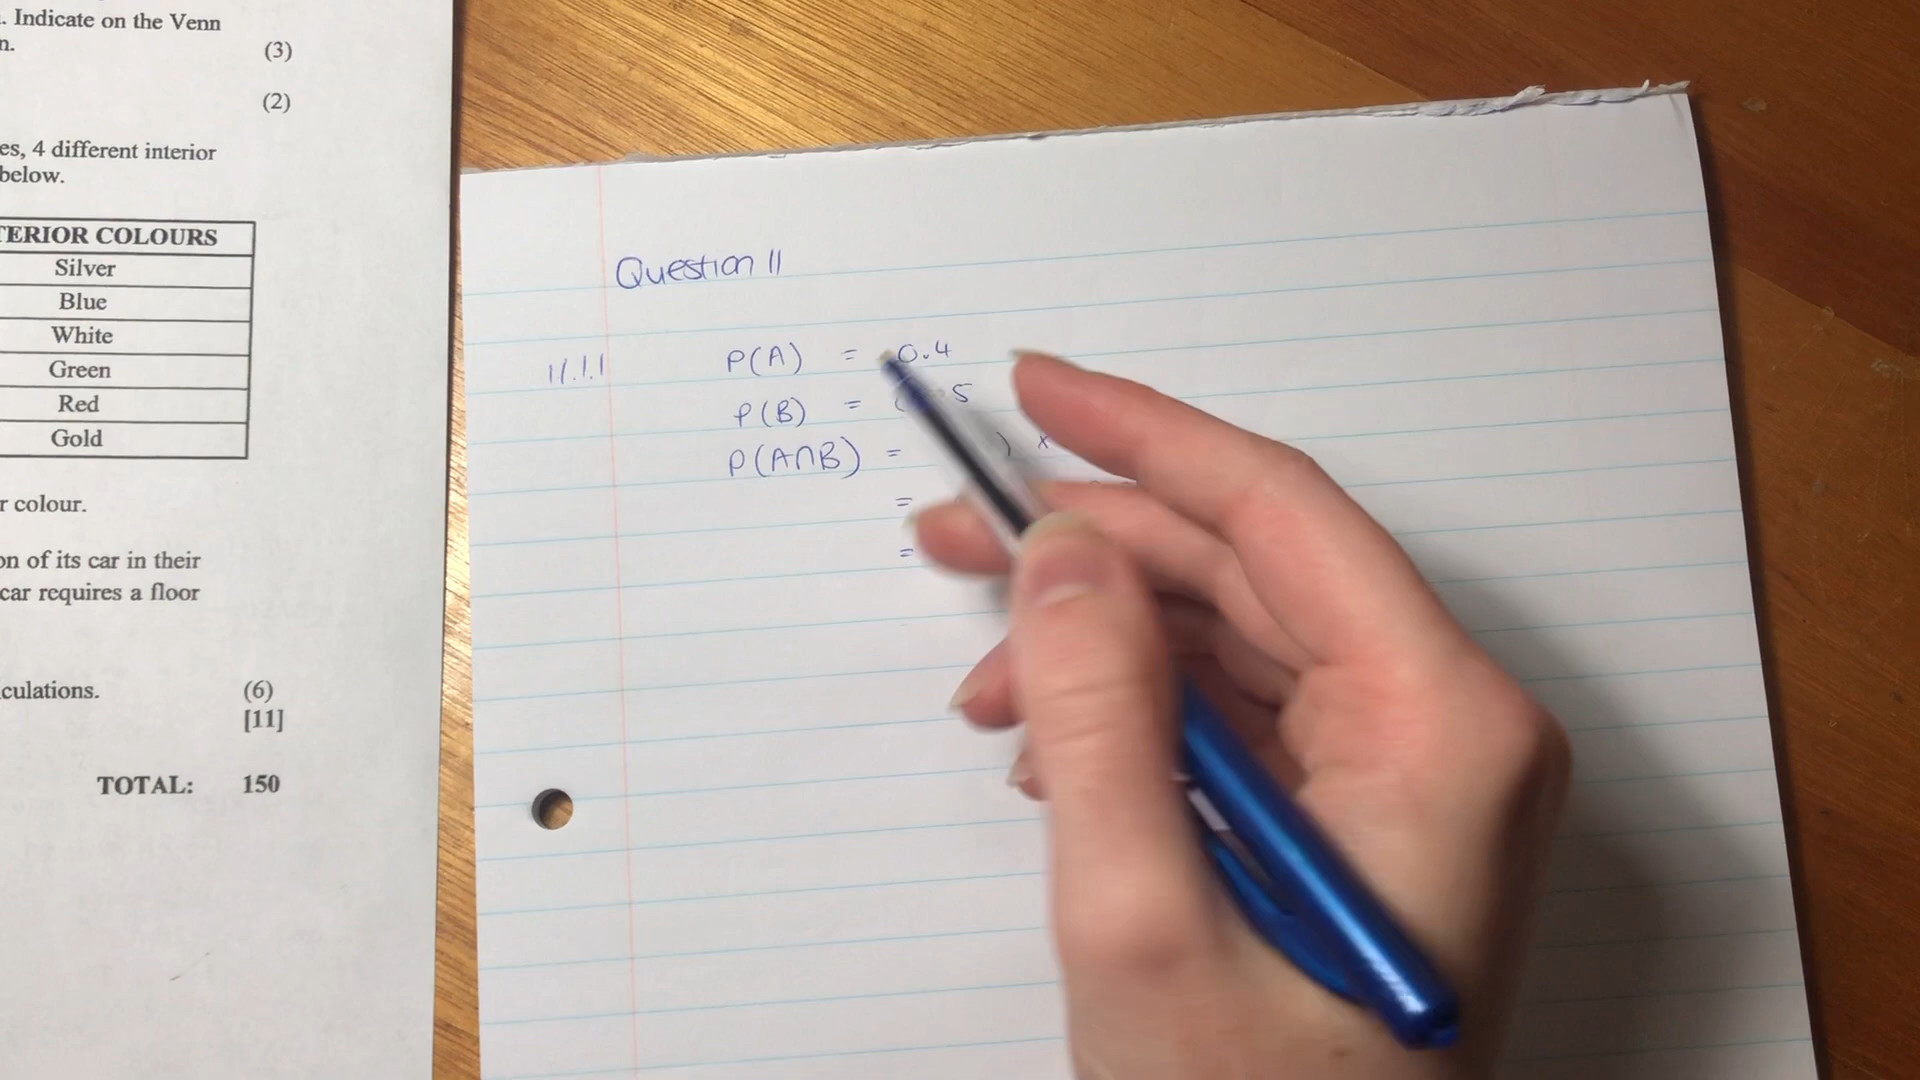 . Indicate on the Venn
n.
(3)
(2)
es, 4 different interior
below.
TERIOR COLOURS
Silver
Blue
White
Green
Red
Gold
r colour.
on of its car in their
car requires a floor
culations.
(6)
[11]
TOTAL: 150
Question 11
11.1.1 P(A) = 0.4
P(B) = 5
P(A∩B) = ) ×
=
=